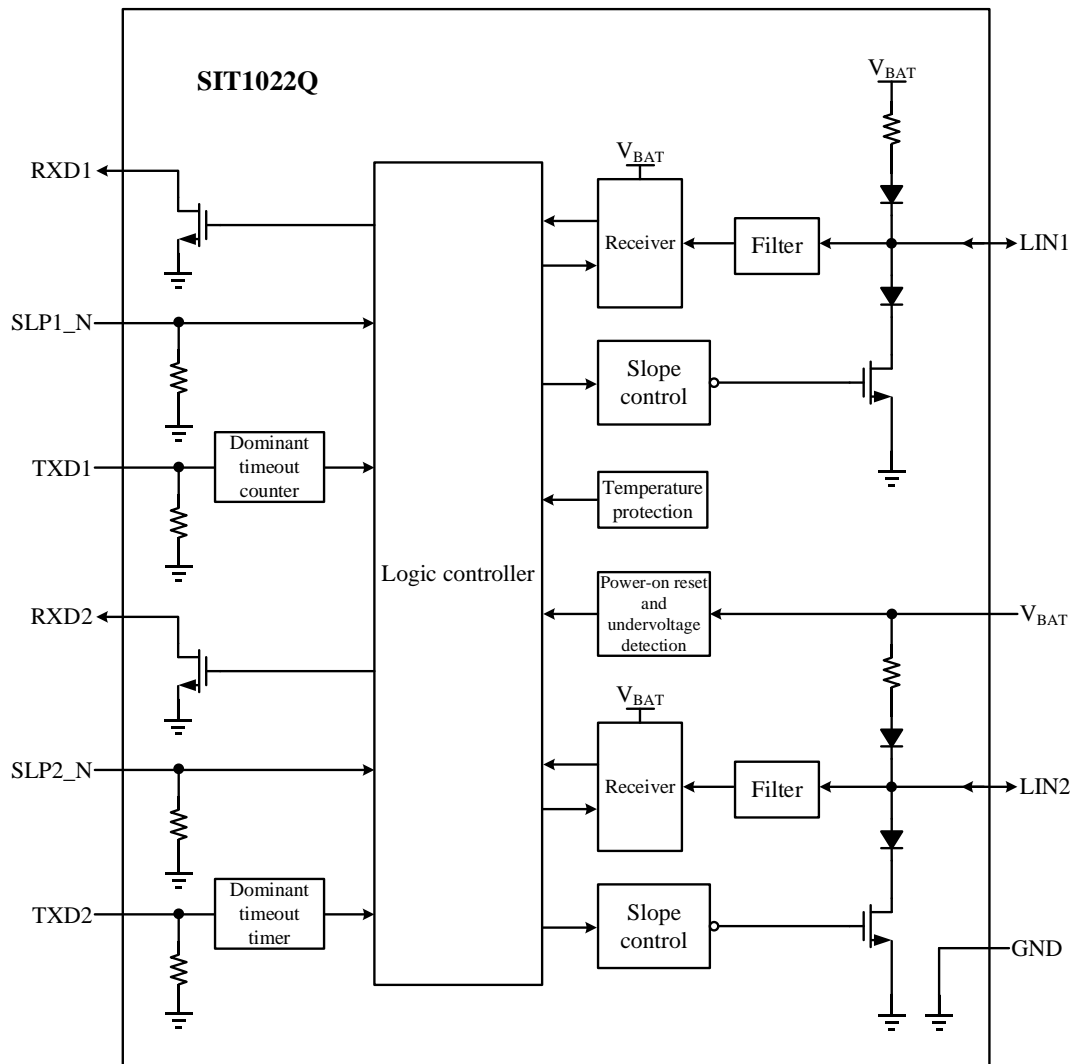 SIT1022Q
V_BAT
RXD1
V_BAT
Receiver
Filter
LIN1
SLP1_N
Slope
control
TXD1
Dominant
timeout
counter
Temperature
protection
Logic controller
Power-on reset
and
undervoltage
detection
RXD2
V_BAT
V_BAT
SLP2_N
Receiver
Filter
LIN2
TXD2
Dominant
timeout
timer
Slope
control
GND